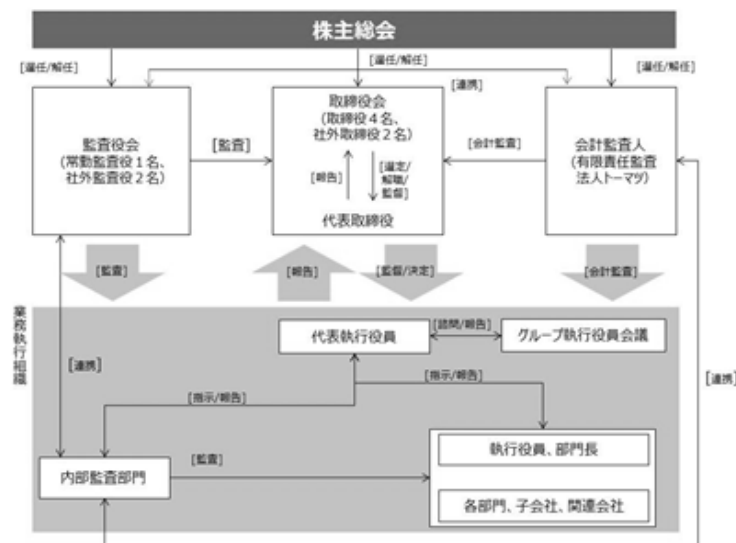 株主総会
[選任/解任]
[選任/解任]
[選任/解任]
[連携]
監査役会
(常勤監査役1名、
社外監査役2名)
[監査]
取締役会
(取締役4名、
社外取締役2名)
[報告]
[選定/
解職/
監督]
代表取締役
[会計監査]
会計監査人
(有限責任監査
法人トーマツ)
[監査]
[報告]
[監督/決定]
[会計監査]
業務執行組織
代表執行役員
[諮問/報告]
グループ執行役員会議
[連携]
[指示/報告]
[指示/報告]
[連携]
執行役員、部門長
内部監査部門
[監査]
各部門、子会社、関連会社